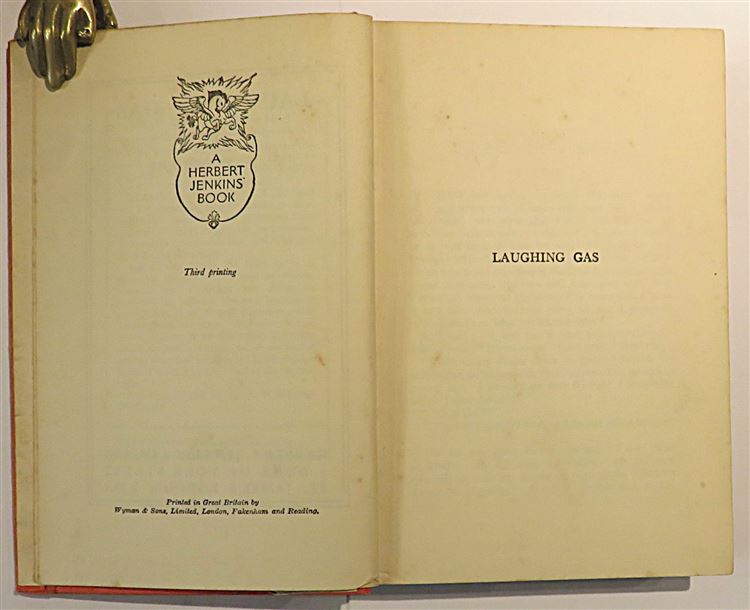 A
HERBERT
JENKINS'
BOOK
Third printing
Printed in Great Britain by
Wyman & Sons, Limited, London, Fakenham and Reading.
LAUGHING GAS